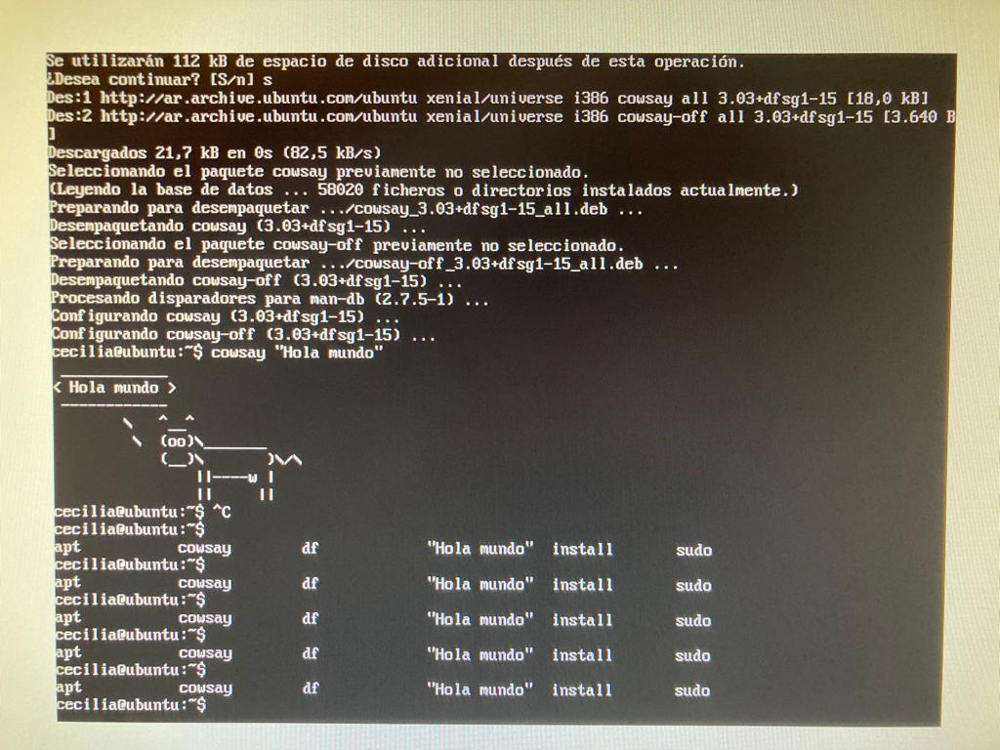 Se utilizarán 112 kB de espacio de disco adicional después de esta operación.
¿Desea continuar? [S/n] s
Des:1 http://ar.archive.ubuntu.com/ubuntu xenial/universe i386 cowsay all 3.03+dfsg1-15 [18,0 kB]
Des:2 http://ar.archive.ubuntu.com/ubuntu xenial/universe i386 cowsay-off all 3.03+dfsg1-15 [3.640 B
]
Descargados 21,7 kB en 0s (82,5 kB/s)
Seleccionando el paquete cowsay previamente no seleccionado.
(Leyendo la base de datos ... 58020 ficheros o directorios instalados actualmente.)
Preparando para desempaquetar .../cowsay_3.03+dfsg1-15_all.deb ...
Desempaquetando cowsay (3.03+dfsg1-15) ...
Seleccionando el paquete cowsay-off previamente no seleccionado.
Preparando para desempaquetar .../cowsay-off_3.03+dfsg1-15_all.deb ...
Desempaquetando cowsay-off (3.03+dfsg1-15) ...
Procesando disparadores para man-db (2.7.5-1) ...
Configurando cowsay (3.03+dfsg1-15) ...
Configurando cowsay-off (3.03+dfsg1-15) ...
cecilia@ubuntu:~$ cowsay "Hola mundo"
 ____________
< Hola mundo >
 ------------
        \   ^__^
         \  (oo)\_______
            (__)\       )\/\
                ||----w |
                ||     ||
cecilia@ubuntu:~$ ^C
cecilia@ubuntu:~$
apt           cowsay        df            "Hola mundo"  install       sudo
cecilia@ubuntu:~$
apt           cowsay        df            "Hola mundo"  install       sudo
cecilia@ubuntu:~$
apt           cowsay        df            "Hola mundo"  install       sudo
cecilia@ubuntu:~$
apt           cowsay        df            "Hola mundo"  install       sudo
cecilia@ubuntu:~$
apt           cowsay        df            "Hola mundo"  install       sudo
cecilia@ubuntu:~$